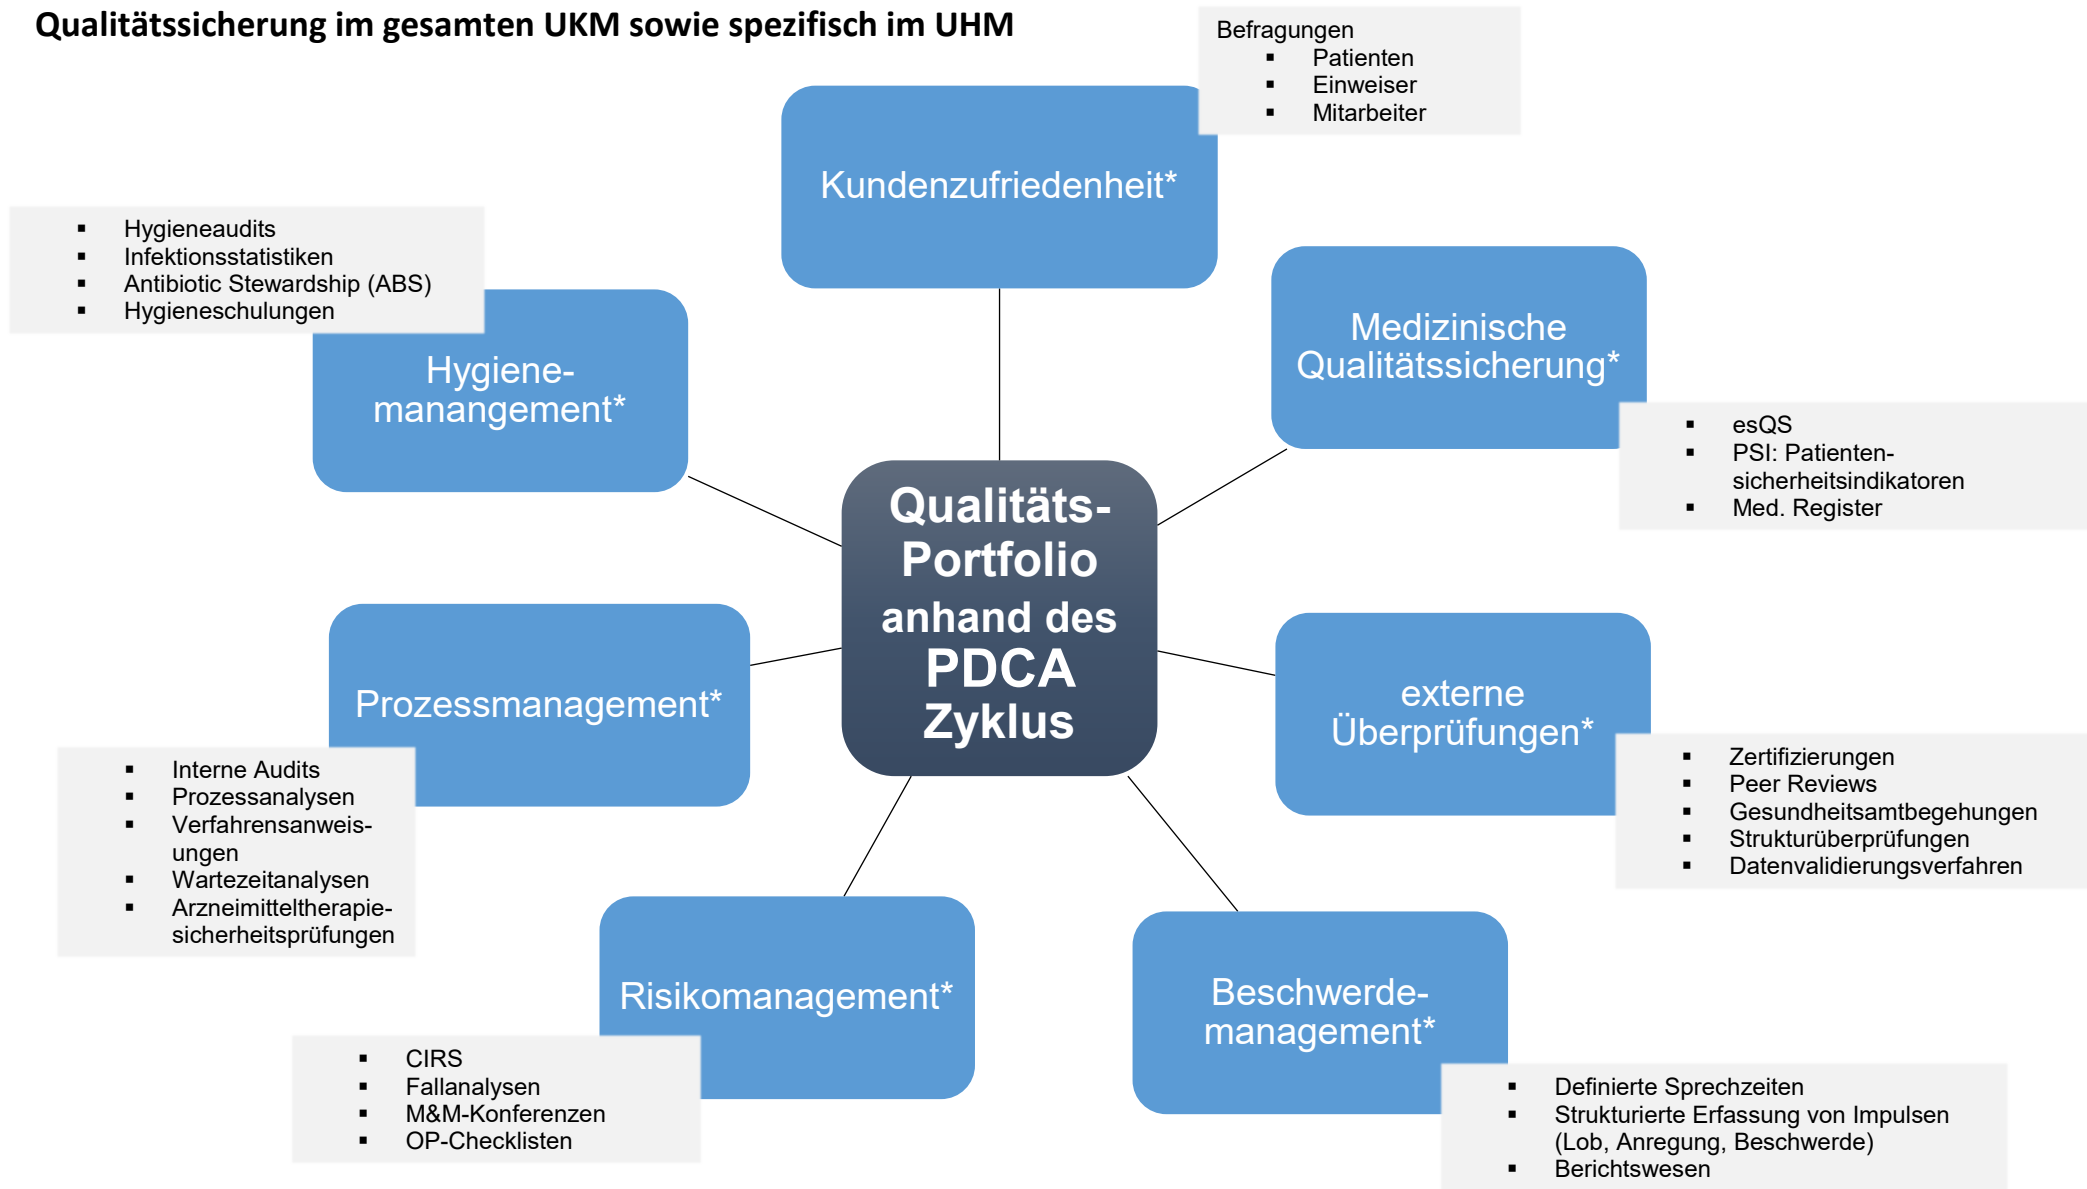 Qualitätssicherung im gesamten UKM sowie spezifisch im UHM
Befragungen
▪ Patienten
▪ Einweiser
▪ Mitarbeiter
Kundenzufriedenheit*
▪ Hygieneaudits
▪ Infektionsstatistiken
▪ Antibiotic Stewardship (ABS)
▪ Hygieneschulungen
Hygiene-
manangement*
Medizinische
Qualitätssicherung*
▪ esQS
▪ PSI: Patienten-
sicherheitsindikatoren
▪ Med. Register
Qualitäts-
Portfolio
anhand des
PDCA
Zyklus
Prozessmanagement*
▪ Interne Audits
▪ Prozessanalysen
▪ Verfahrensanweis-
ungen
▪ Wartezeitanalysen
▪ Arzneimitteltherapie-
sicherheitsprüfungen
externe
Überprüfungen*
▪ Zertifizierungen
▪ Peer Reviews
▪ Gesundheitsamtbegehungen
▪ Strukturüberprüfungen
▪ Datenvalidierungsverfahren
Risikomanagement*
▪ CIRS
▪ Fallanalysen
▪ M&M-Konferenzen
▪ OP-Checklisten
Beschwerde-
management*
▪ Definierte Sprechzeiten
▪ Strukturierte Erfassung von Impulsen
(Lob, Anregung, Beschwerde)
▪ Berichtswesen